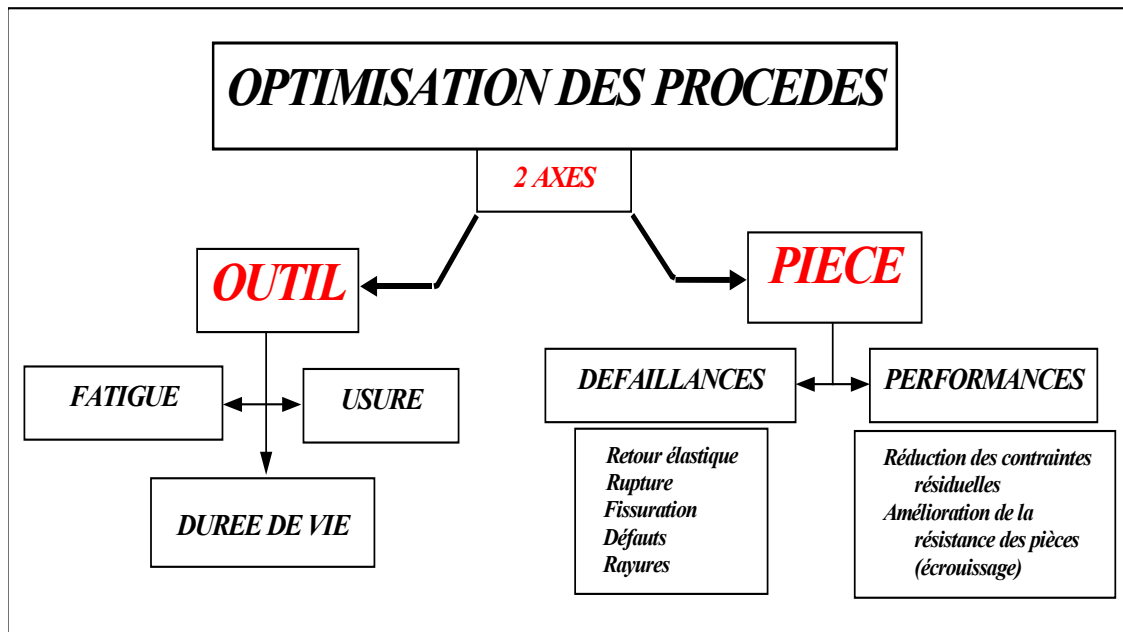 OPTIMISATION DES PROCEDES
2 AXES
OUTIL
PIECE
FATIGUE
USURE
DUREE DE VIE
DEFAILLANCES
PERFORMANCES
Retour élastique
Rupture
Fissuration
Défauts
Rayures
Réduction des contraintes
résiduelles
Amélioration de la
résistance des pièces
(écrouissage)